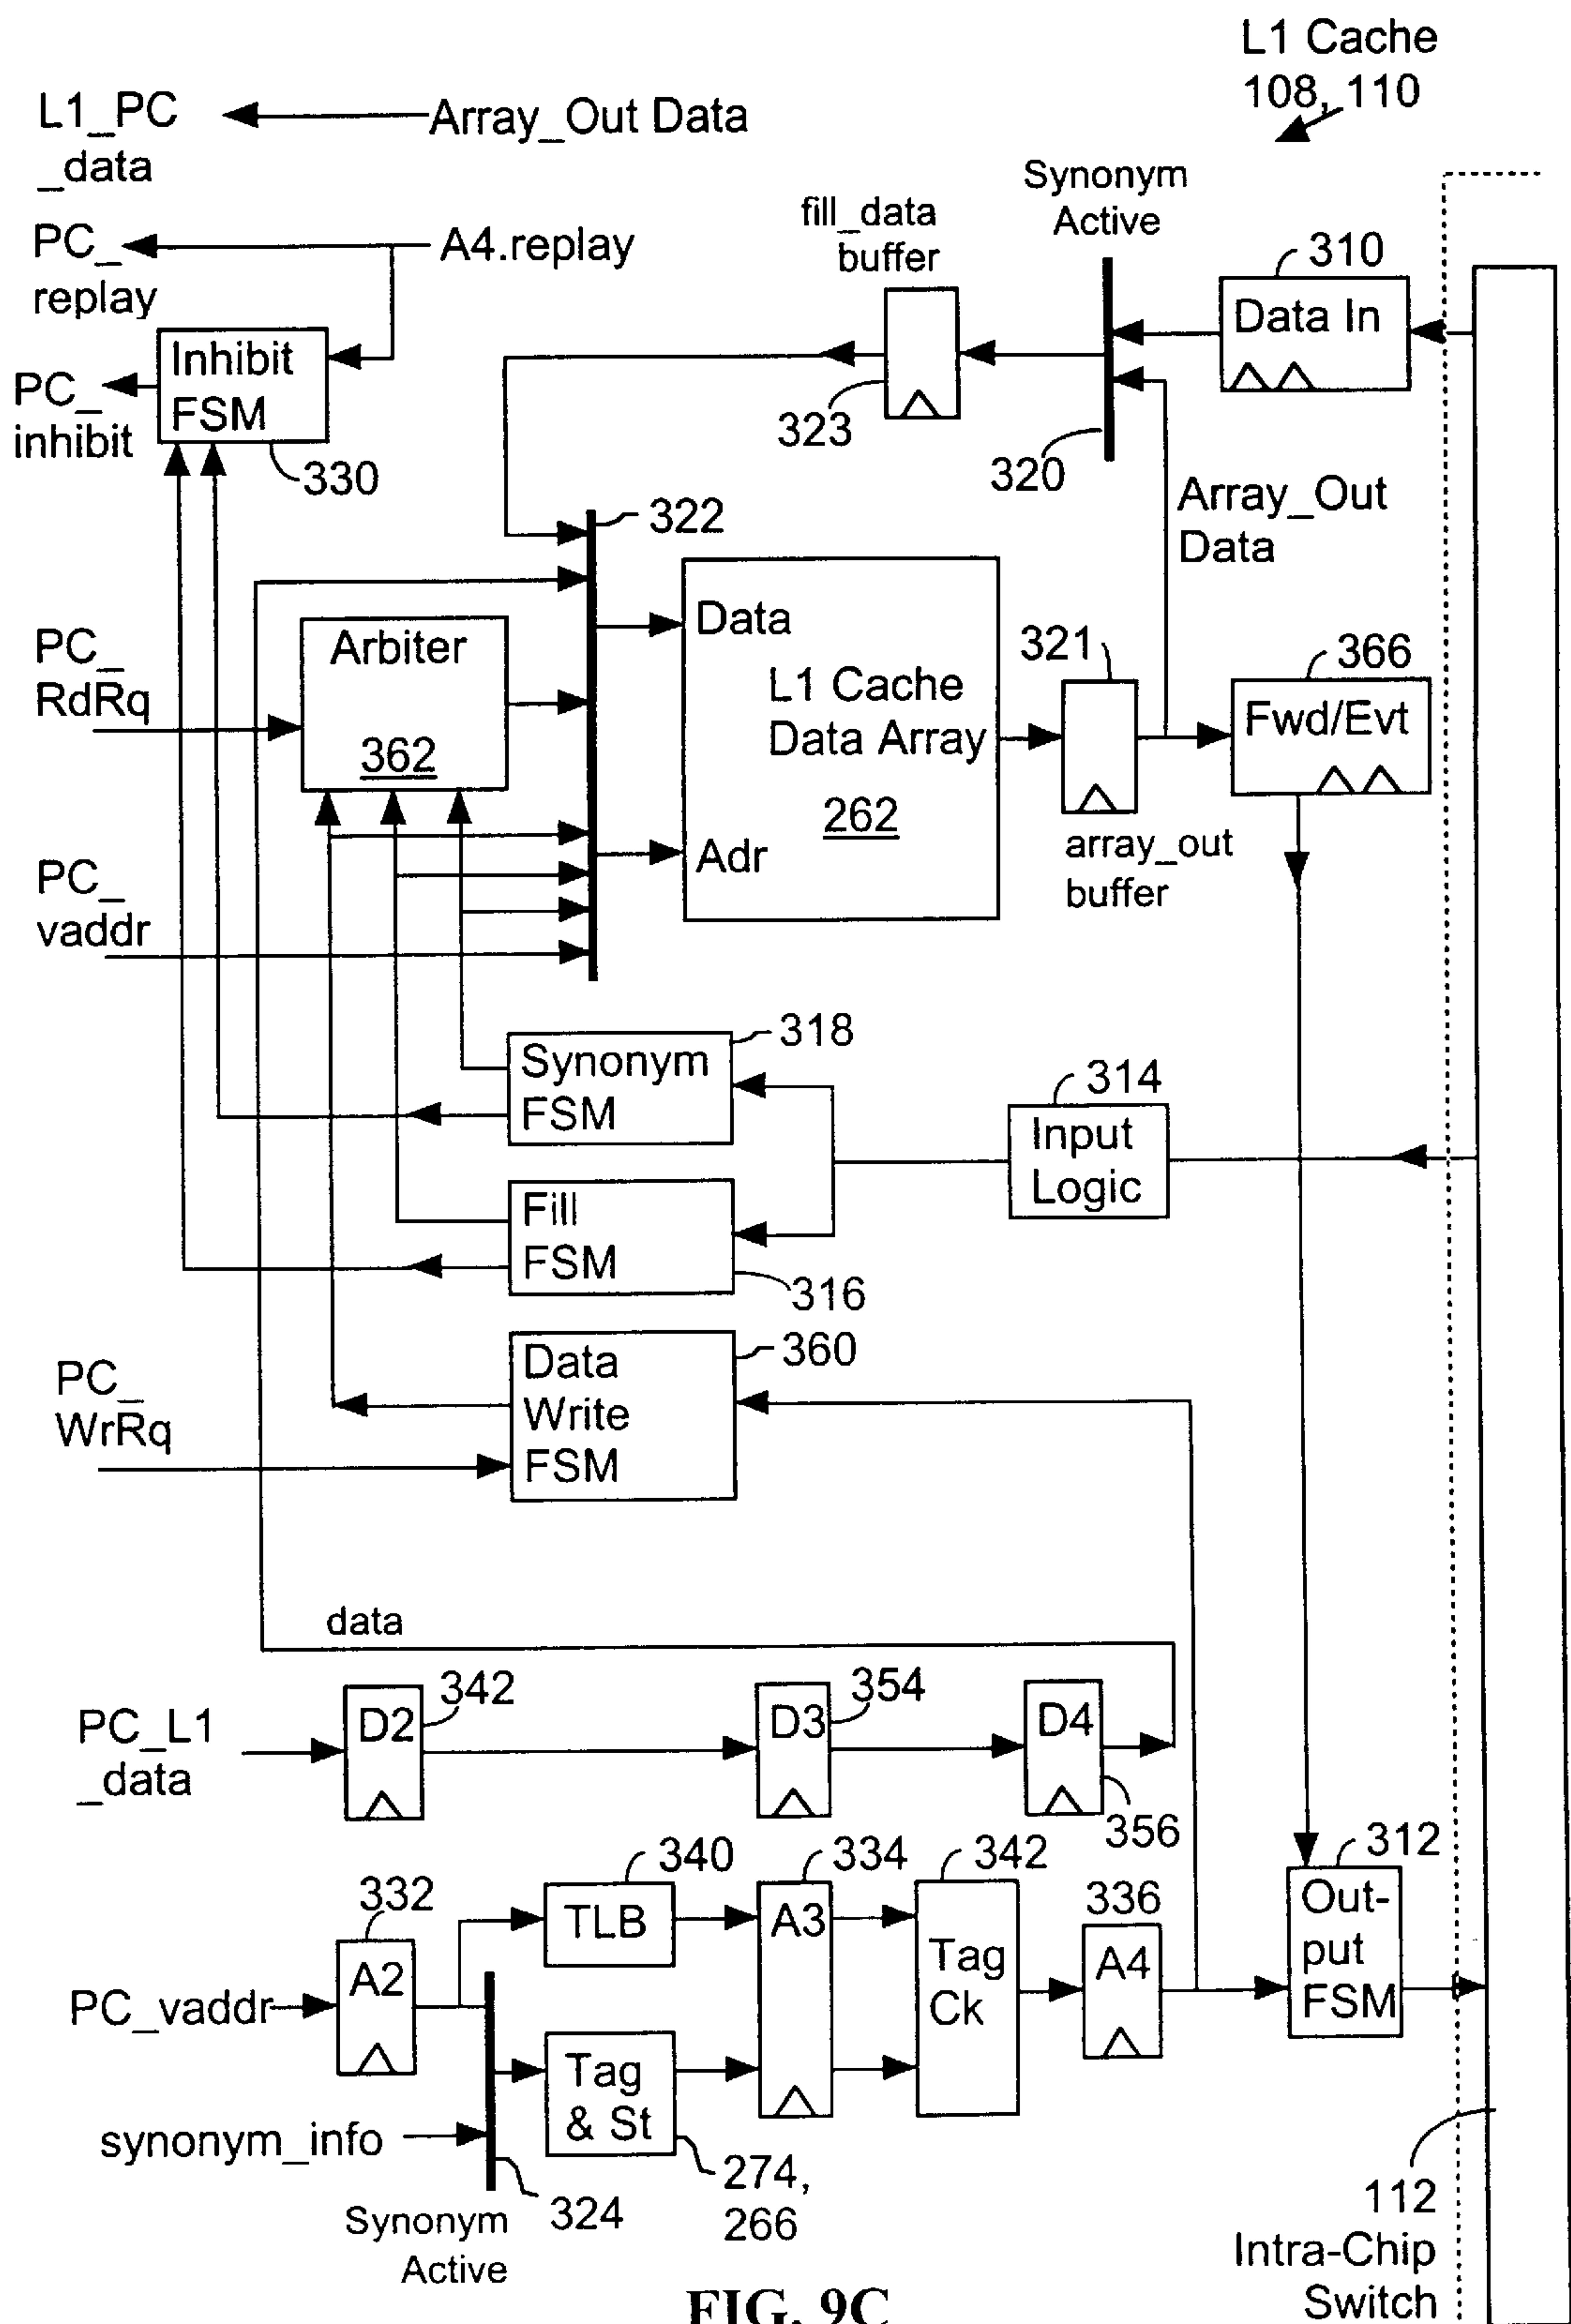 L1 Cache
108, 110
L1_PC
_data
Array_Out Data
PC_
replay
A4.replay
Synonym
Active
fill_data
buffer
310
Data In
Inhibit
FSM
PC_
inhibit
330
323
320
322
Array_Out
Data
PC_
RdRq
Arbiter
362
Data
L1 Cache
Data Array
262
Adr
321
366
Fwd/Evt
array_out
buffer
PC_
vaddr
318
Synonym
FSM
314
Input
Logic
Fill
FSM
316
360
Data
Write
FSM
PC_
WrRq
data
342
D2
354
D3
D4
356
PC_L1
_data
340
334
342
312
332
TLB
A3
336
Out-
put
FSM
A2
Tag
Ck
A4
PC_vaddr
Tag
& St
synonym_info
274,
266
324
Synonym
Active
112
Intra-Chip
Switch
FIG. 9C